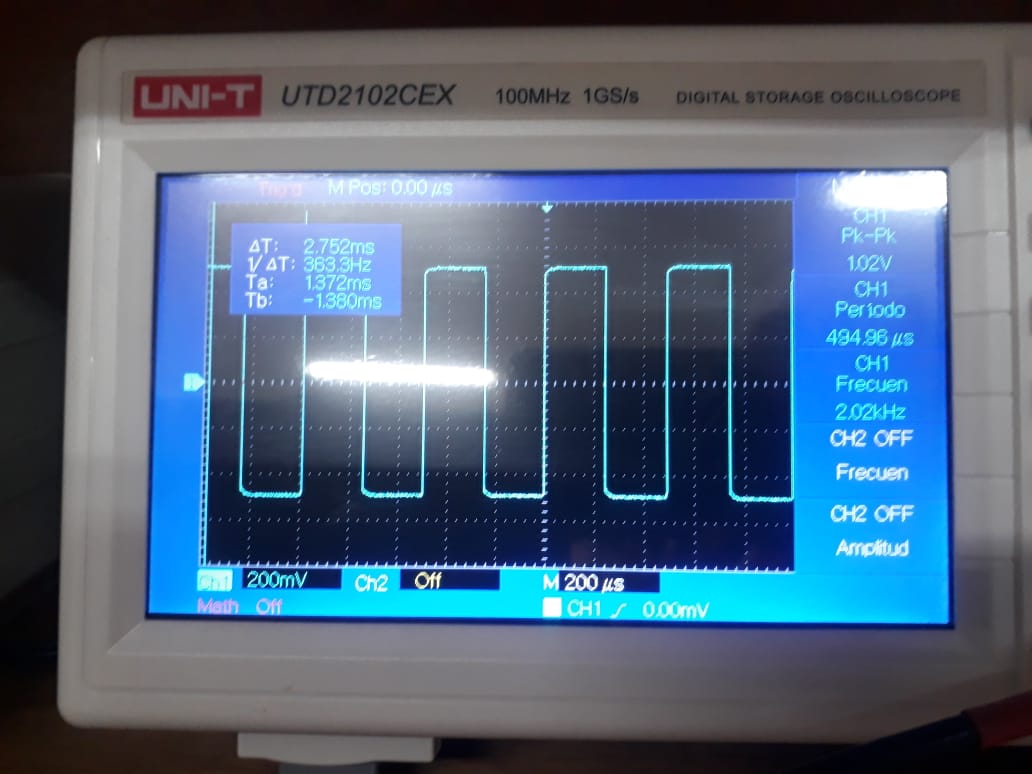 UNI-T UTD2102CEX 100MHz 1GS/s DIGITAL STORAGE OSCILLOSCOPE
Trig'd M Pos: 0.00 µs
ΔT: 2.752ms
1/ΔT: 363.3Hz
Ta: 1.372ms
Tb: -1.380ms
CH1
Pk-Pk
1.02V
CH1
Período
494.96 µs
CH1
Frecuen
2.02kHz
CH2 OFF
Frecuen
CH2 OFF
Amplitud
Ch1 200mV Ch2 Off M 200 µs
Math Off CH1 0.00mV